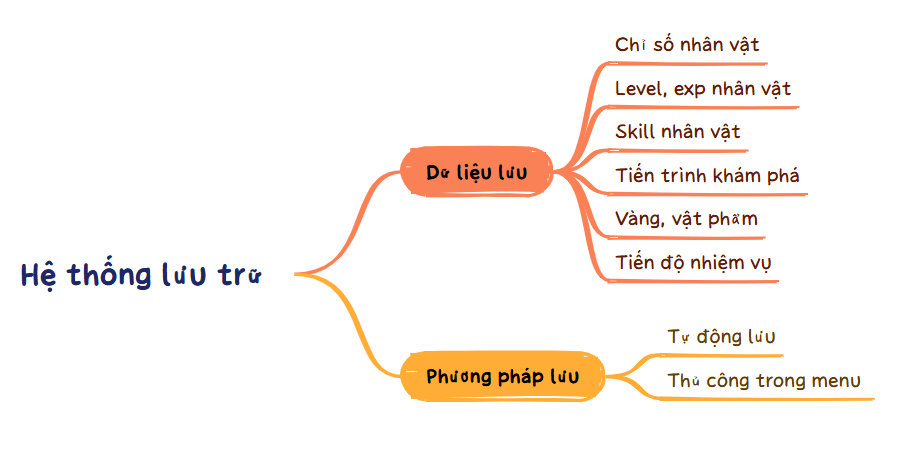 Hệ thống lưu trữ
Dữ liệu lưu
Chỉ số nhân vật
Level, exp nhân vật
Skill nhân vật
Tiến trình khám phá
Vàng, vật phẩm
Tiến độ nhiệm vụ
Phương pháp lưu
Tự động lưu
Thủ công trong menu